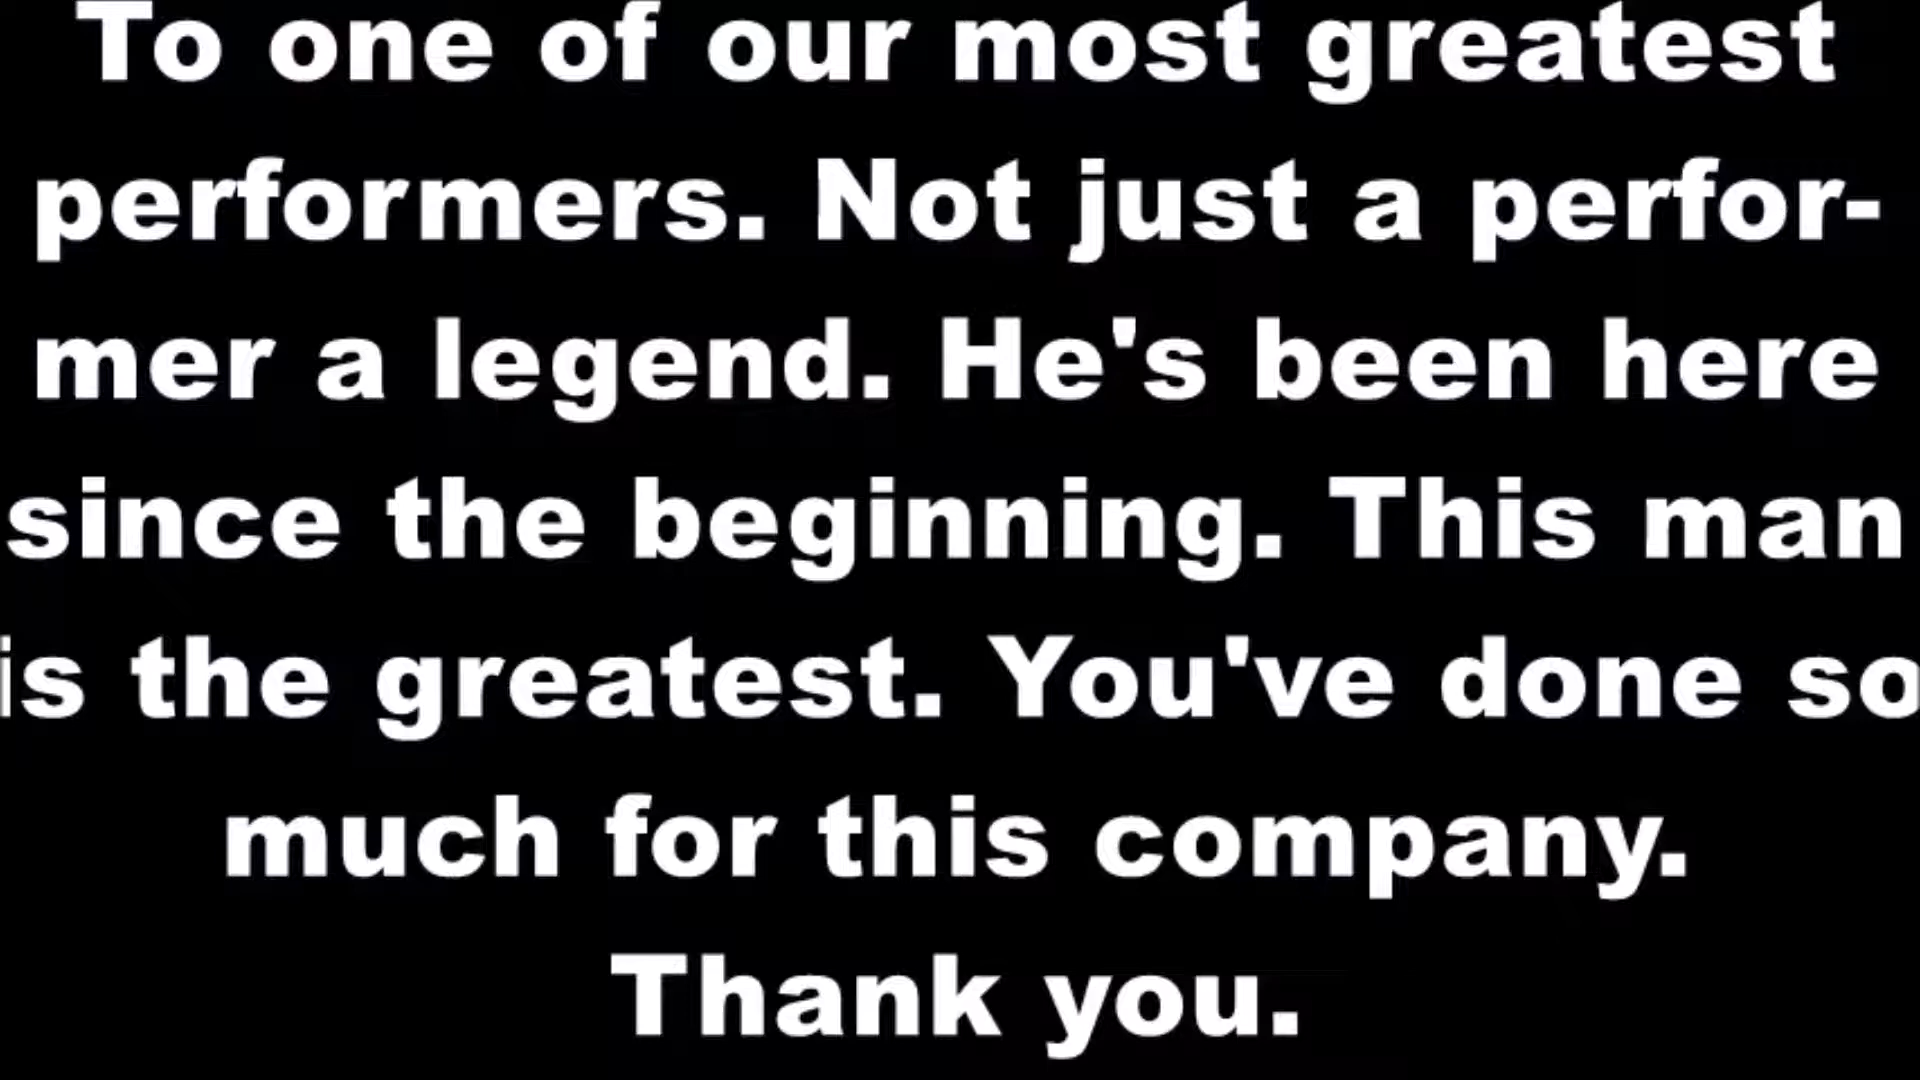 To one of our most greatest
performers. Not just a perfor-
mer a legend. He's been here
since the beginning. This man
is the greatest. You've done so
much for this company.
Thank you.